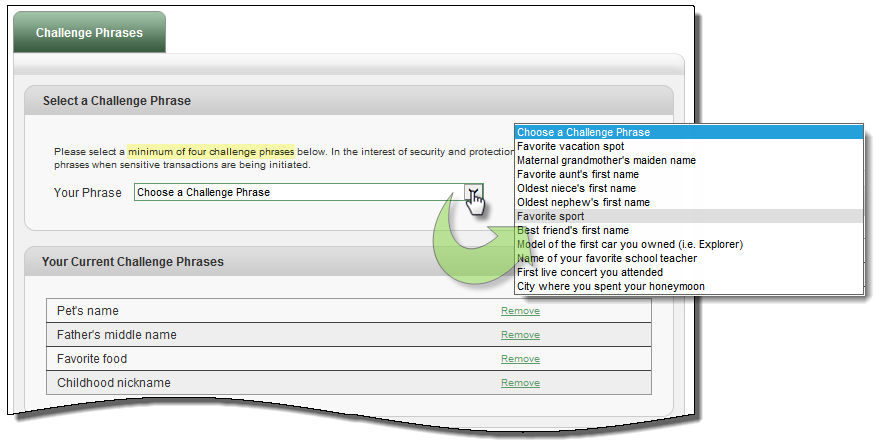 Challenge Phrases
Select a Challenge Phrase
Please select a minimum of four challenge phrases below. In the interest of security and protection
phrases when sensitive transactions are being initiated.
Your Phrase
Choose a Challenge Phrase
Choose a Challenge Phrase
Favorite vacation spot
Maternal grandmother's maiden name
Favorite aunt's first name
Oldest niece's first name
Oldest nephew's first name
Favorite sport
Best friend's first name
Model of the first car you owned (i.e. Explorer)
Name of your favorite school teacher
First live concert you attended
City where you spent your honeymoon
Your Current Challenge Phrases
Pet's name Remove
Father's middle name Remove
Favorite food Remove
Childhood nickname Remove